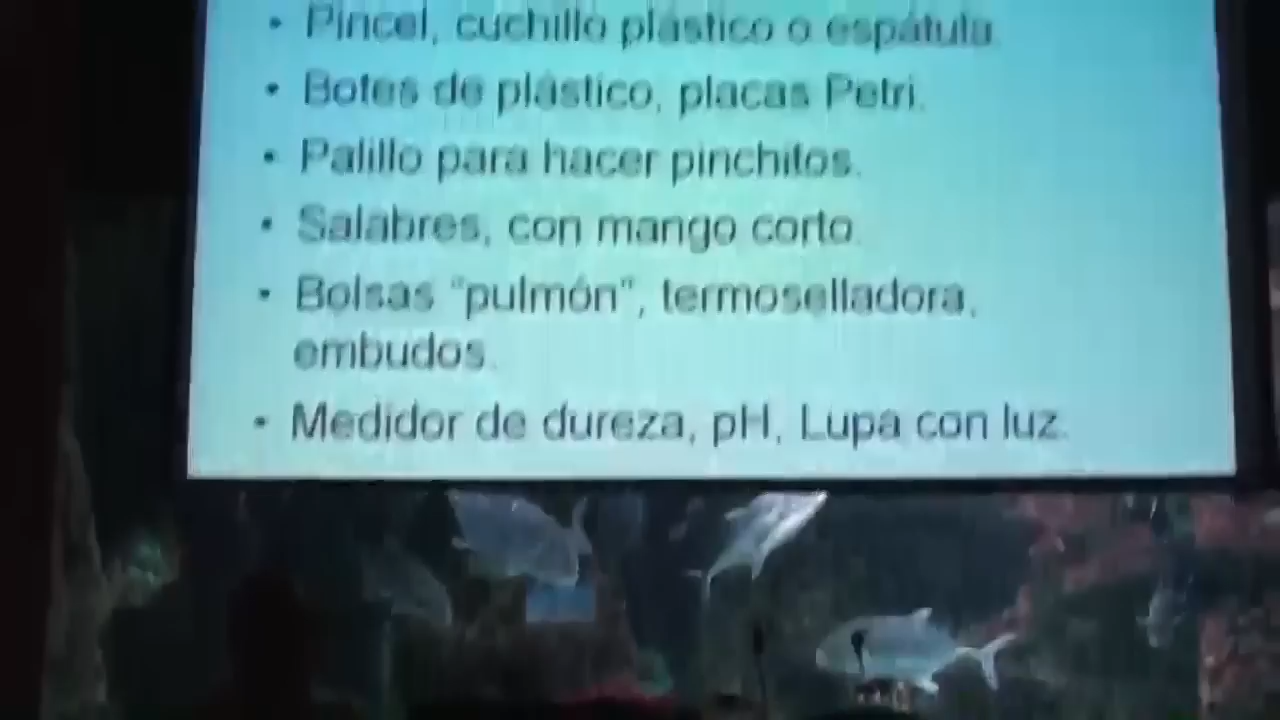 • Pincel, cuchillo plástico o espátula.
• Botes de plástico, placas Petri.
• Palillo para hacer pinchitos.
• Salabres, con mango corto.
• Bolsas "pulmón", termoselladora,
embudos.
• Medidor de dureza, pH, Lupa con luz.